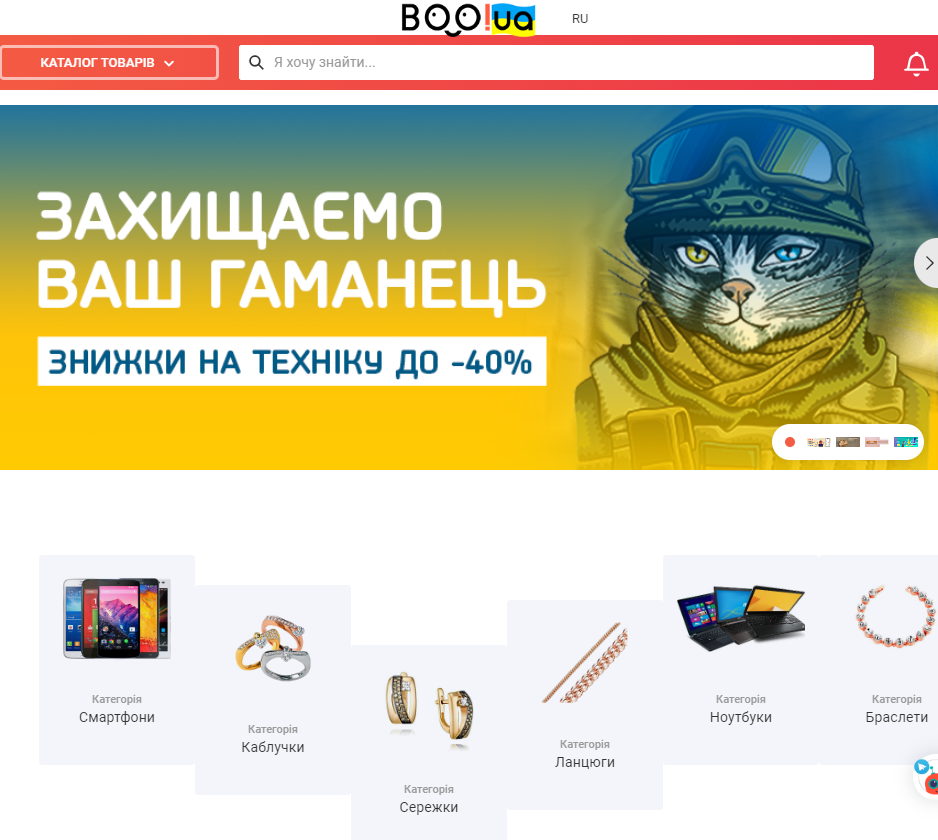 BOO!ua
RU
КАТАЛОГ ТОВАРІВ
Я хочу знайти...
ЗАХИЩАЄМО
ВАШ ГАМАНЕЦЬ
ЗНИЖКИ НА ТЕХНІКУ ДО -40%
Категорія
Смартфони
Категорія
Каблучки
Категорія
Сережки
Категорія
Ланцюги
Категорія
Ноутбуки
Категорія
Браслети